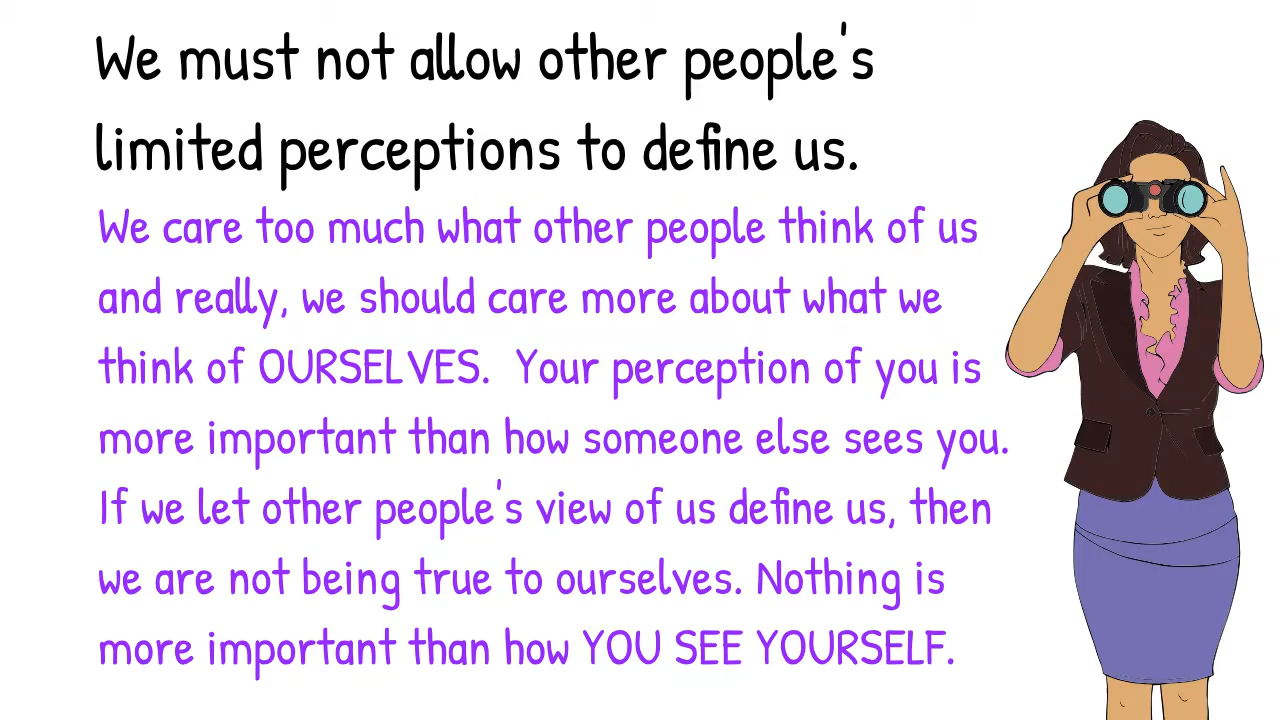 We must not allow other people's
limited perceptions to define us.
We care too much what other people think of us
and really, we should care more about what we
think of OURSELVES.  Your perception of you is
more important than how someone else sees you.
If we let other people's view of us define us, then
we are not being true to ourselves. Nothing is
more important than how YOU SEE YOURSELF.